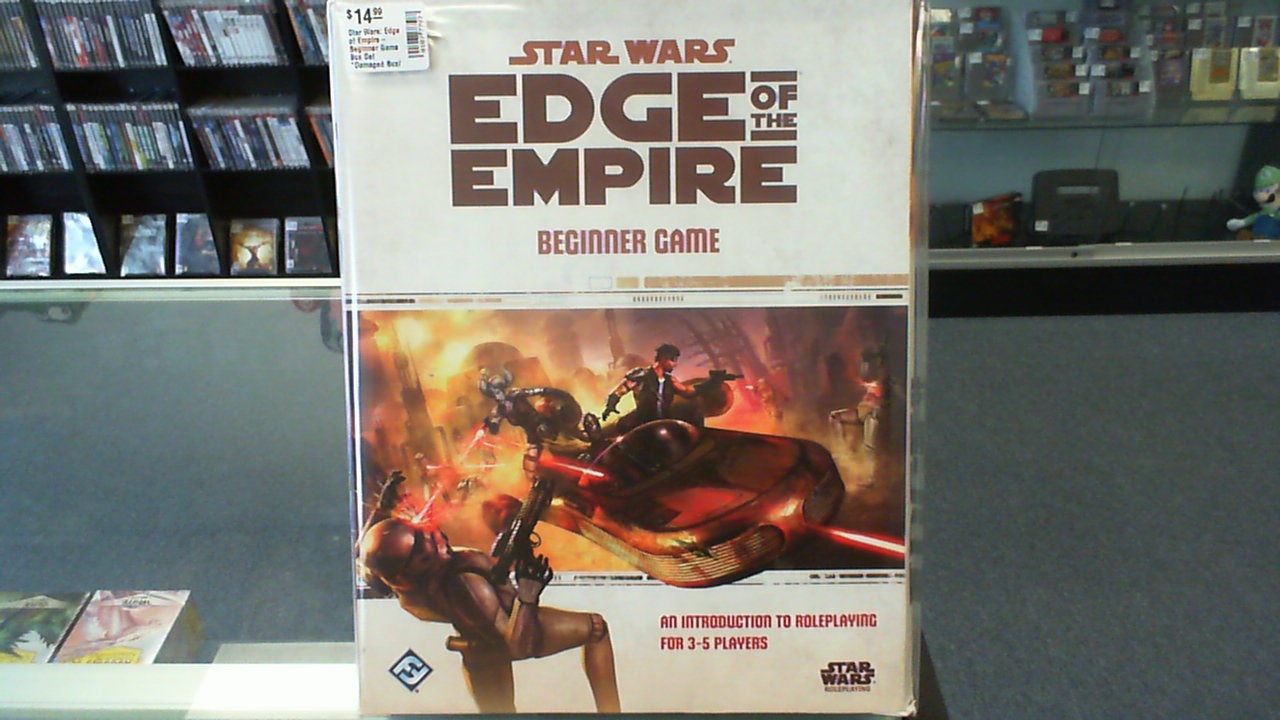 $14.99
Star Wars: Edge
of Empire -
Beginner Game
Box Set
*Damaged Box!
STAR WARS
EDGE OF THE
EMPIRE
BEGINNER GAME
AN INTRODUCTION TO ROLEPLAYING
FOR 3-5 PLAYERS
STAR
WARS
ROLEPLAYING